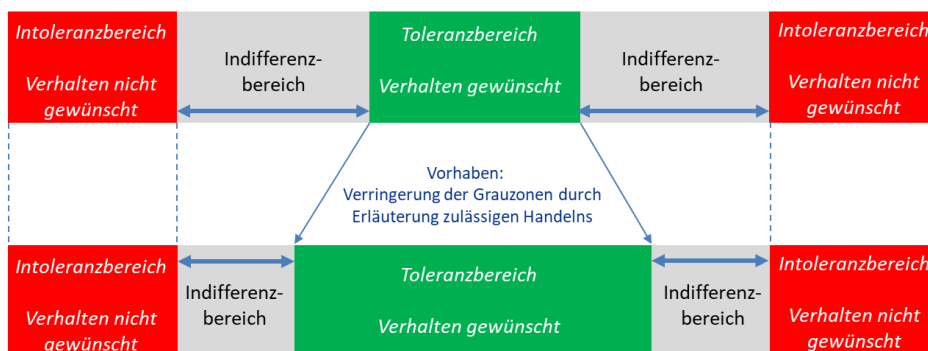 Intoleranzbereich
Verhalten nicht
gewünscht
Indifferenz-
bereich
Toleranzbereich
Verhalten gewünscht
Indifferenz-
bereich
Intoleranzbereich
Verhalten nicht
gewünscht
Vorhaben:
Verringerung der Grauzonen durch
Erläuterung zulässigen Handelns
Intoleranzbereich
Verhalten nicht
gewünscht
Indifferenz-
bereich
Toleranzbereich
Verhalten gewünscht
Indifferenz-
bereich
Intoleranzbereich
Verhalten nicht
gewünscht